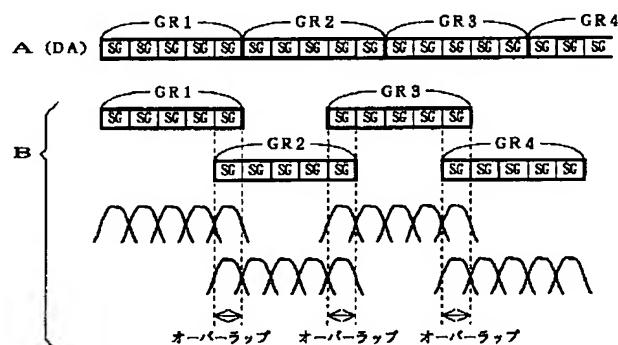 GR1 GR2 GR3 GR4
A (DA) SG SG SG SG SG SG SG SG SG SG SG SG SG SG SG SG SG SG
B
GR1 GR3
SG SG SG SG SG SG SG SG SG SG
GR2 GR4
SG SG SG SG SG SG SG SG SG SG
オーバーラップ オーバーラップ オーバーラップ